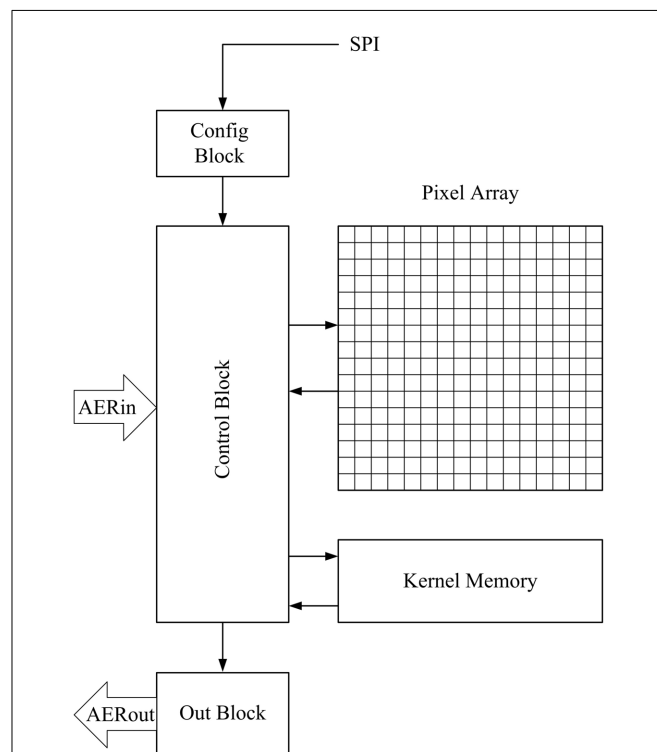 SPI
Config
Block
Pixel Array
Control Block
AERin
Kernel Memory
AERout
Out Block